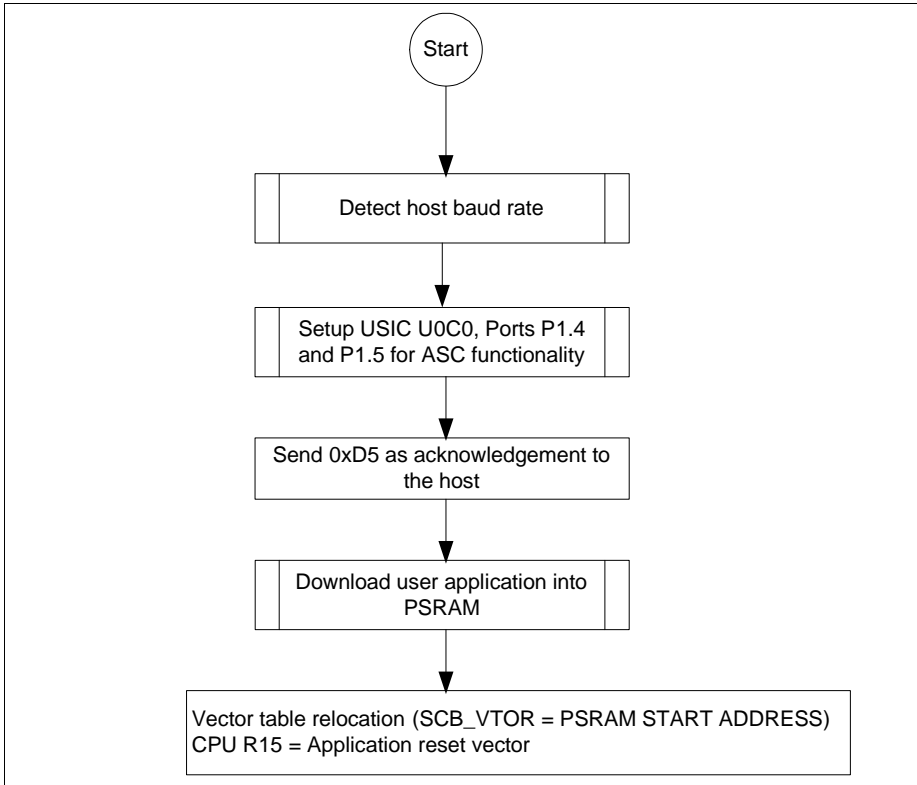 Start
Detect host baud rate
Setup USIC U0C0, Ports P1.4
and P1.5 for ASC functionality
Send 0xD5 as acknowledgement to
the host
Download user application into
PSRAM
Vector table relocation (SCB_VTOR = PSRAM START ADDRESS)
CPU R15 = Application reset vector